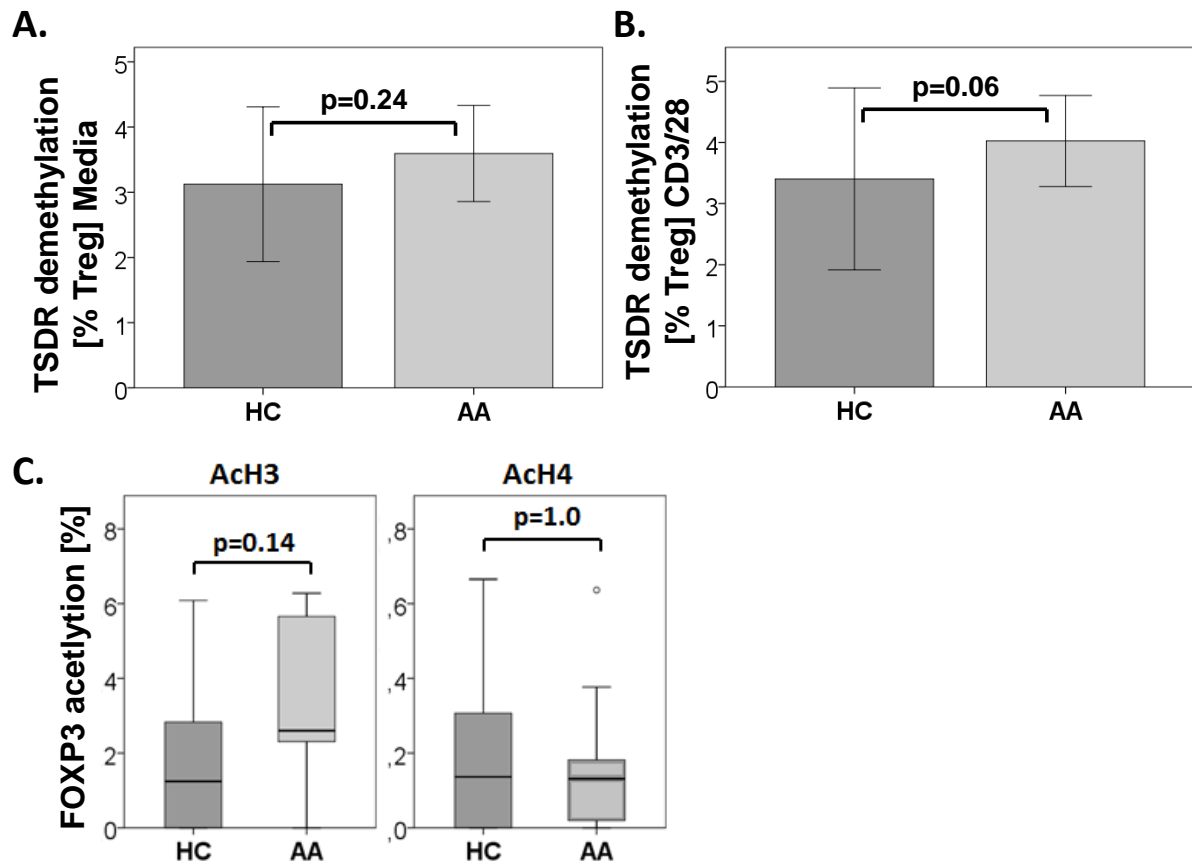 A.
TSDR demethylation
[% Treg] Media
5
4
3
2
1
0
p=0.24
HC
AA
B.
TSDR demethylation
[% Treg] CD3/28
5
4
3
2
1
0
p=0.06
HC
AA
C.
FOXP3 acetlytion [%]
AcH3
8
6
4
2
0
p=0.14
HC
AA
AcH4
,8
,6
,4
,2
,0
p=1.0
HC
AA